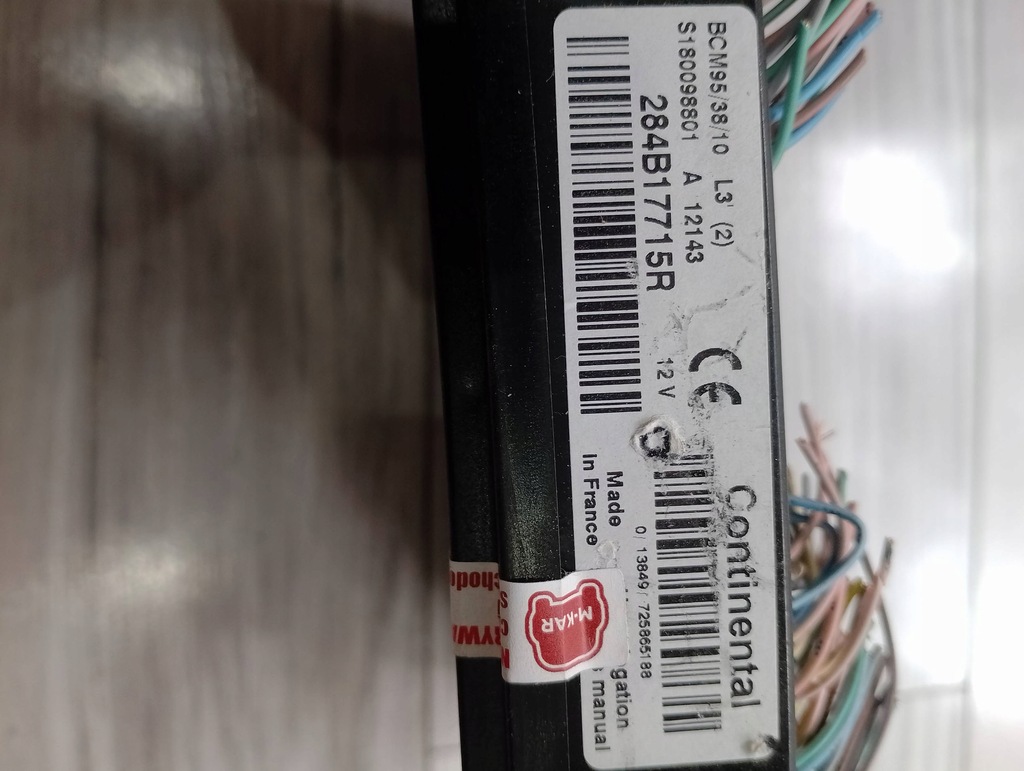 BCM95/38/10 L3' (2)
S180098801 A 12143
284B17715R
12 V
CE
Continental
Made
In France
0/ 13849/ 725865188
gation
manual
M-KAR